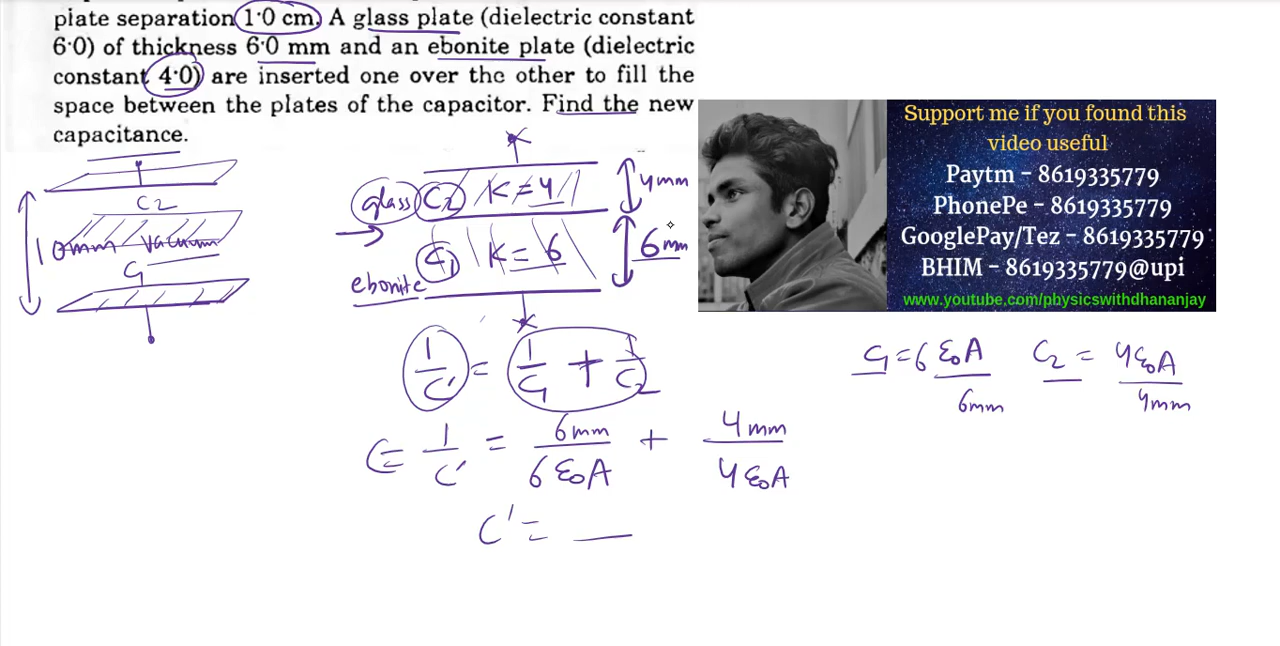 plate separation 1·0 cm. A glass plate (dielectric constant
6·0) of thickness 6·0 mm and an ebonite plate (dielectric
constant 4·0) are inserted one over the other to fill the
space between the plates of the capacitor. Find the new
capacitance.
Support me if you found this
video useful
Paytm - 8619335779
PhonePe - 8619335779
GooglePay/Tez - 8619335779
BHIM - 8619335779@upi
www.youtube.com/physicswithdhananjay
C2
10mm vacuum
C1
glass C2 K=4 4mm
C1 K=6 6mm
ebonite
1/C' = 1/C1 + 1/C2
C1 = 6ε0A/6mm C2 = 4ε0A/4mm
1/C' = 6mm/6ε0A + 4mm/4ε0A
C' =